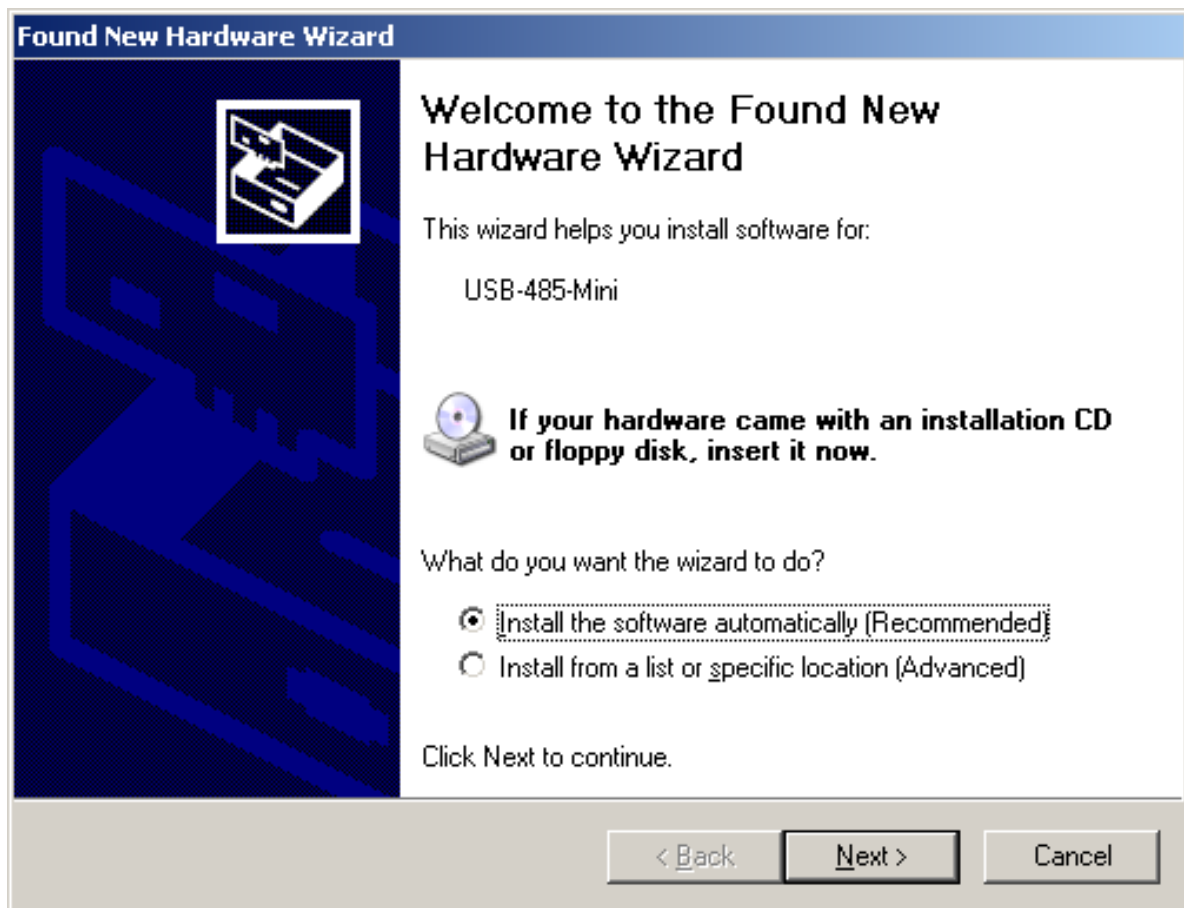 Found New Hardware Wizard
Welcome to the Found New
Hardware Wizard
This wizard helps you install software for:
USB-485-Mini
If your hardware came with an installation CD
or floppy disk, insert it now.
What do you want the wizard to do?
Install the software automatically (Recommended)
Install from a list or specific location (Advanced)
Click Next to continue.
< Back Next > Cancel